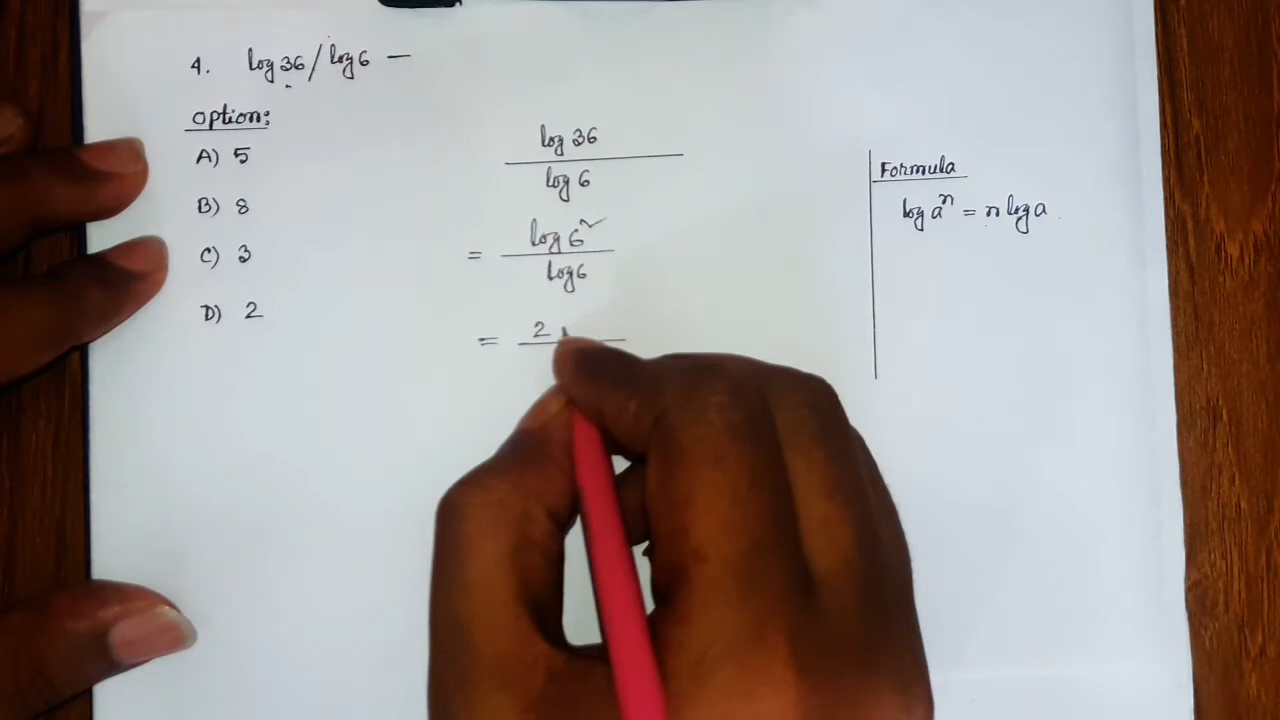 4. log 36 / log 6 —
Option:
A) 5
B) 8
C) 3
D) 2
log 36
log 6
= log 6²
log 6
= 2
Formula
log aⁿ = n log a.